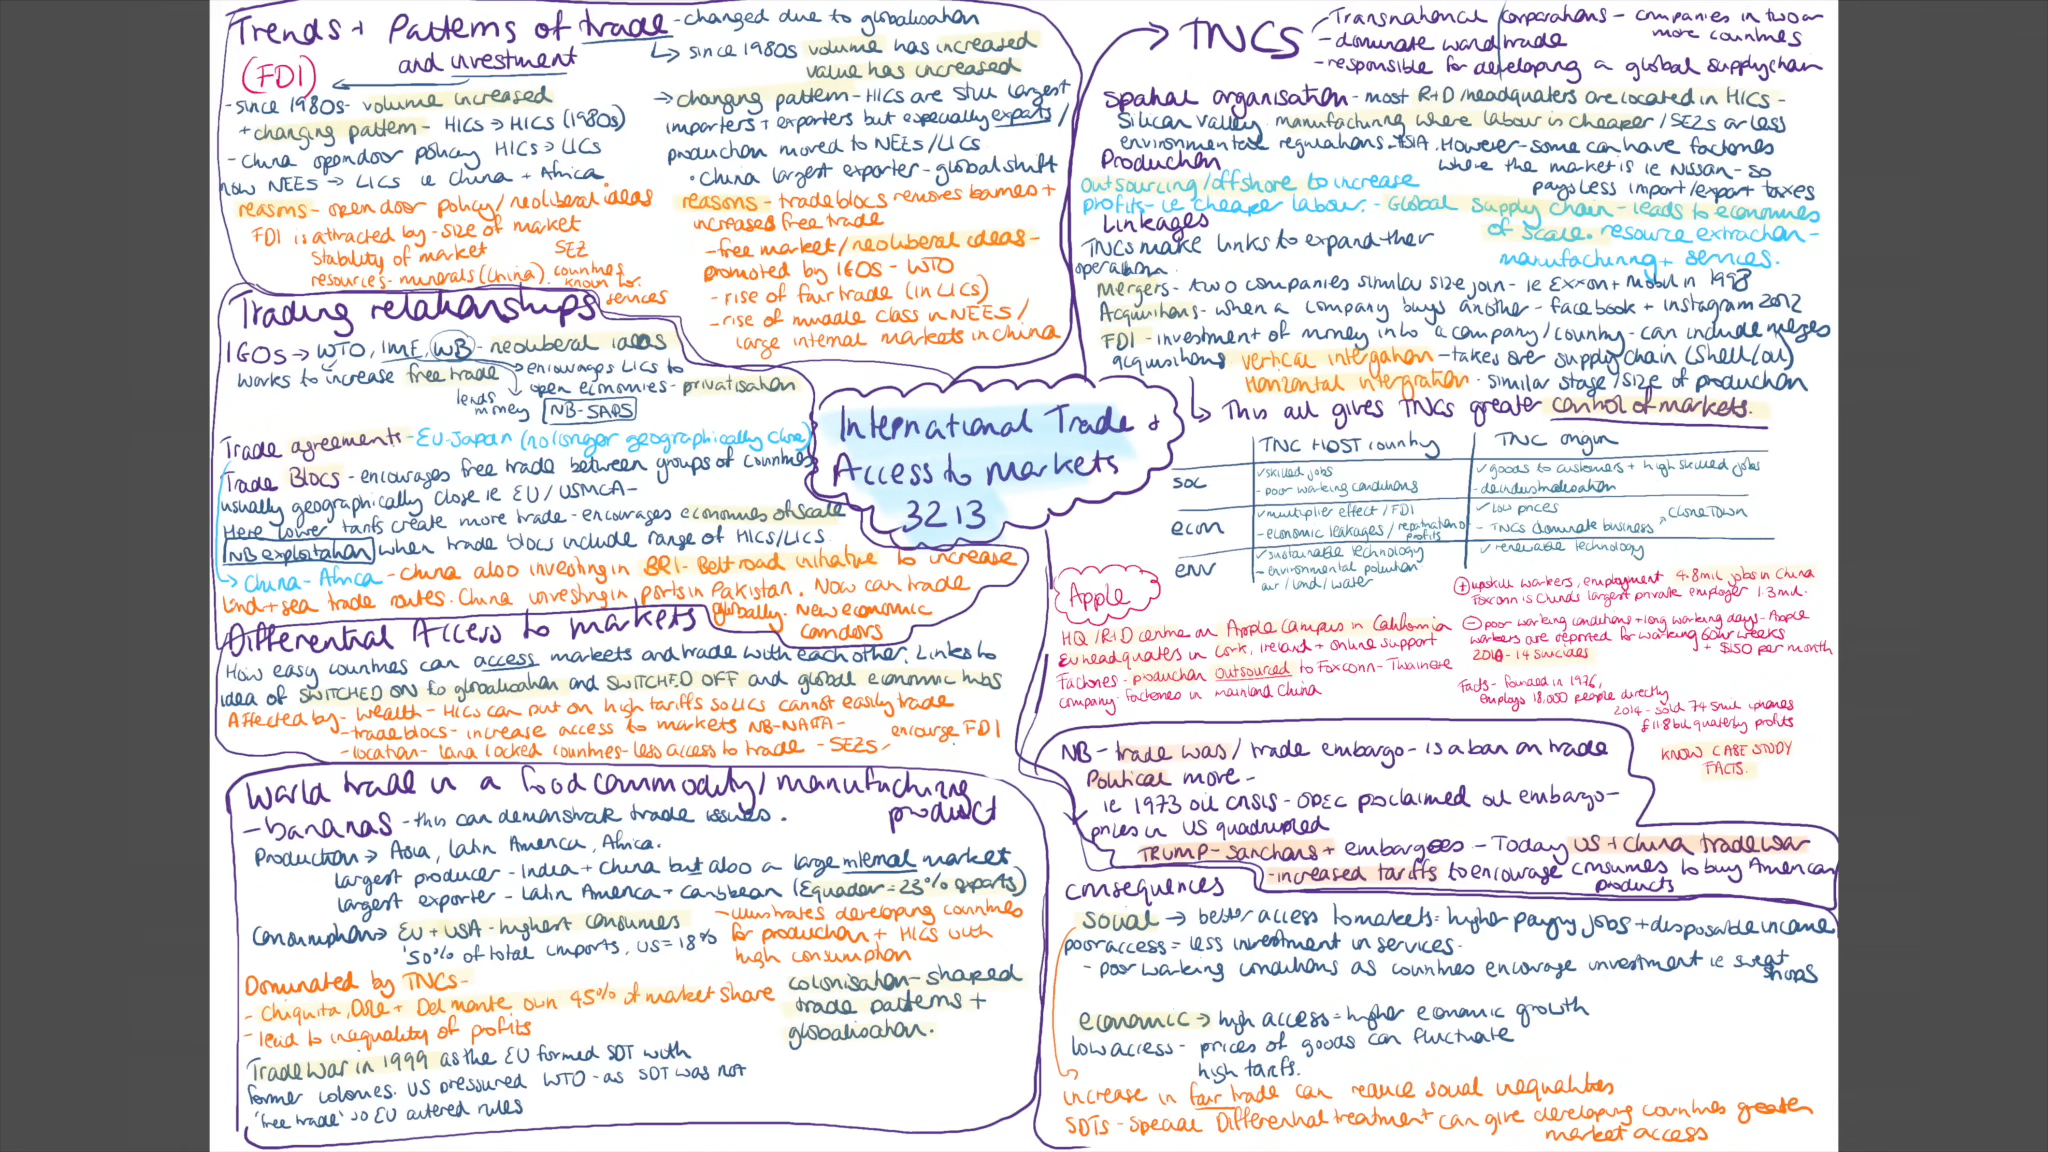 Trends + Patterns of trade
and investment
- changed due to globalisation
↳ since 1980s volume has increased
value has increased
(FDI)
- since 1980s - volume increased
+ changing pattern - HICs → HICs (1980s)
- China open door policy HICs → LICs
now NEEs → LICs ie China + Africa.
reasons - open door policy/neoliberal ideas
FDI is attracted by - size of market
Stability of market
resources - minerals (China).
SEZ
countries
known for
services
→ changing pattern - HICs are still largest
importers + exporters but especially exports/
production moved to NEEs/LICs
• China largest exporter - global shift
reasons - trade blocs removes barriers +
increased free trade
- free market/neoliberal ideas -
promoted by IGOs - WTO
- rise of fair trade (in LICs)
- rise of middle class in NEEs/
large internal markets in China
Trading relationships
IGOs → WTO, IMF, WB - neoliberal ideas
works to increase free trade
→ encourages LICs to
open economies - privatisation
leads
money
NB-SAPS
Trade agreements - EU-Japan (no longer geographically close)
Trade Blocs - encourages free trade between groups of countries
usually geographically close ie EU/USMCA -
Here lower tarifs create more trade - encourages economies of scale
NB exploitation when trade blocs include range of HICs/LICs
↳ China - Africa - China also investing in BRI - Belt road initiative to increase
land + sea trade routes. China investing in ports in Pakistan. Now can trade
globally. New economic
corridors
Differential Access to markets
How easy countries can access markets and trade with each other. Links to
idea of SWITCHED ON to globalisation and SWITCHED OFF and global economic hubs
Affected by - wealth - HICs can put on high tariffs so LICs cannot easily trade
- trade blocs - increase access to markets NB-NAFTA -
- location - land locked countries - less access to trade - SEZs -
encourge FDI
World trade in a food commodity/manufacturing
product
- bananas - this can demonstrate trade issues.
Production → Asia, Latin America, Africa.
largest producer - India + China but also a large internal market
largest exporter - Latin America + Caribbean (Equador = 23% exports)
Consumption → EU + USA - highest consumers
50% of total imports, US = 18%
- illustrates developing countries
for production + HICs with
high consumption
Dominated by TNCs -
- Chiquita, Dole + Del Monte own 45% of market share
- lead to inequality of profits
colonisation - shaped
trade patterns +
globalisation.
Trade War in 1999 as the EU formed SDT with
former colonies. US pressured WTO - as SDT was not
'free trade' so EU altered rules
International Trade +
Access to markets
3213
→ TNCs
- Transnational corporations - companies in two or
more countries
- dominate world trade
- responsible for developing a global supply chain
Spatial organisation - most R+D/headquaters are located in HICs -
Silican valley. manufacturing where labour is cheaper/SEZs or less
environmental regulations - ASIA. However - some can have factories
where the market is ie Nissan - so
pays less import/export taxes
Production
Outsourcing/offshore to increase
profits - ie cheaper labour. - Global supply chain - leads to economies
of scale. resource extraction -
manufacturing + services.
Linkages
TNCs make links to expand ther
operation.
Mergers - two companies similar size join - ie Exxon + Mobil in 1998
Acquisitions - when a company buys another - facebook + instagram 2012
FDI - investment of money into a company/country - can include merges
acquisitions
vertical intergation - takes over supply chain (Shell/oil)
Horizontal intergration - similar stage/size of production
↳ This all gives TNCs greater control of markets.
TNC HOST country
TNC origin
soc
✓ skilled jobs
- poor working conditions
✓ goods to customers + high skilled jobs
- deindustrialisation
econ
✓ multiplier effect/FDI
- economic leakages/repatriation of
profits
✓ low prices
- TNCs dominate business
↗ CLONETOWN
env
✓ sustainable technology
- environmental pollution
air/land/water
✓ renewable technology
Apple
HQ/R+D centre on Apple Campus in California
EU headquates in Cork, Ireland + online support
Factories - production outsourced to Foxconn - Twainese
company - factories in mainland China
⊕ upskill workers, employment 4.8mil jobs in China
Foxconn is China's largest private employer 1.3 mil.
⊖ poor working conditions + long working days - Apple
workers are reported for working 60hr weeks
+ $150 per month
2010 - 14 suicides
Facts - founded in 1976,
employs 18,000 people directly
2014 - sold 74.5mil iphones
£11.8bil quaterly profits
KNOW CASE STUDY
FACTS.
NB - trade wars/trade embargo - is a ban on trade
Political more -
ie 1973 oil crisis - OPEC proclaimed oil embargo -
prices in US quadrupled
TRUMP - sanctions + embargoes - Today US + China trade war
- increased tariffs to encourage consumes to buy American
products
consequences
social → better access to markets = higher paying jobs + disposable income
poor access = less investment in services.
- poor working conditions as countries encourage investment ie sweat
shops
economic → high access = higher economic growth
low access - prices of goods can fluctuate
high tarifs.
increase in fair trade can reduce social inequalities
SDTs - Special Differential treatment can give developing countries greater
market access